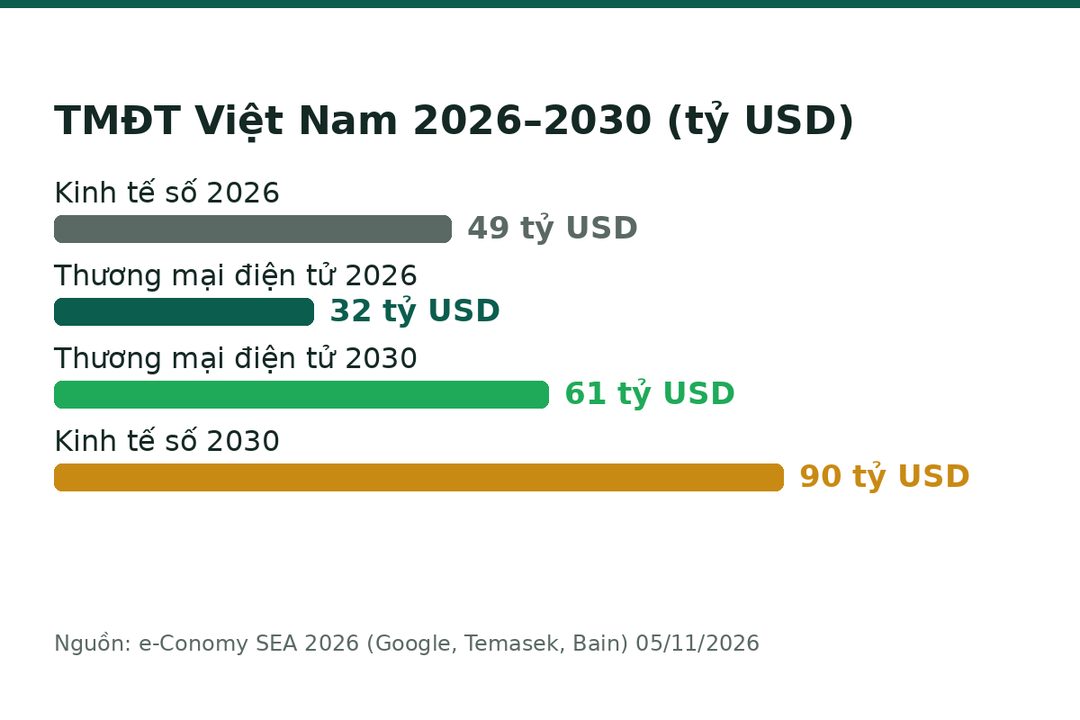 TMĐT Việt Nam 2026–2030 (tỷ USD)
Kinh tế số 2026
49 tỷ USD
Thương mại điện tử 2026
32 tỷ USD
Thương mại điện tử 2030
61 tỷ USD
Kinh tế số 2030
90 tỷ USD
Nguồn: e-Conomy SEA 2026 (Google, Temasek, Bain) 05/11/2026